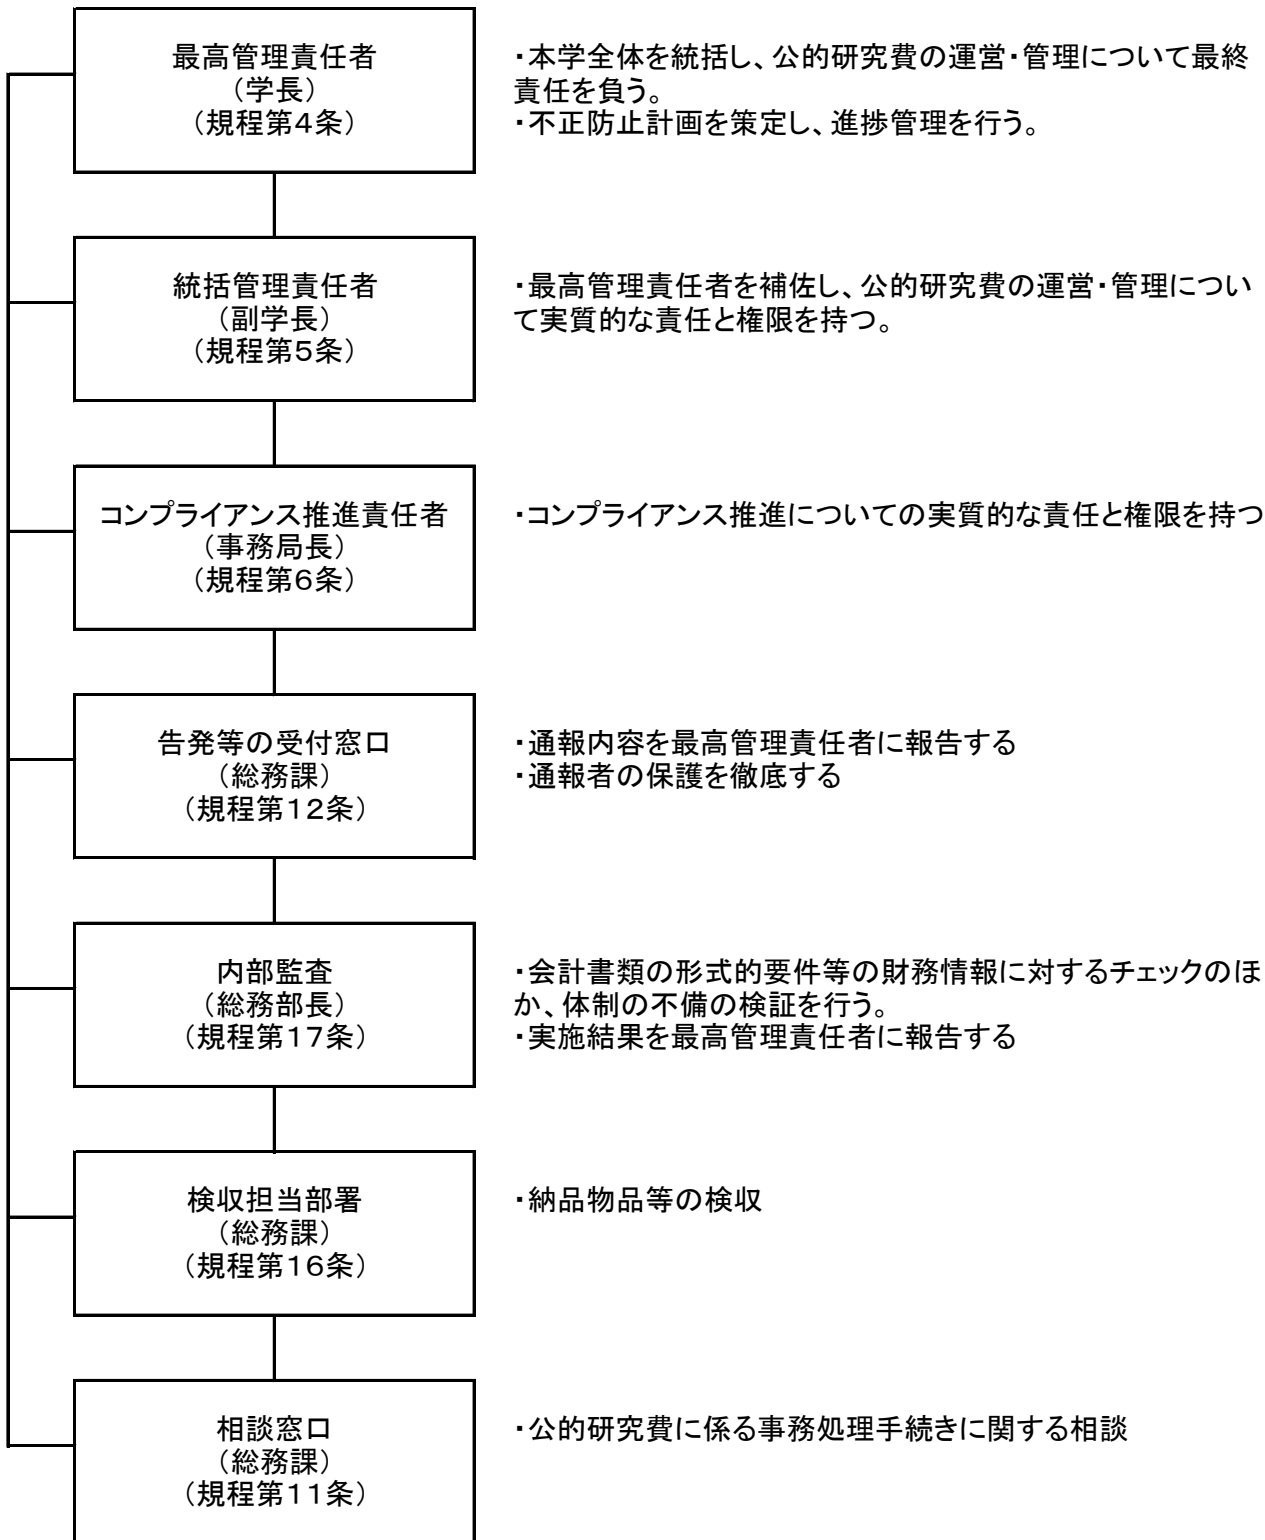 最高管理責任者
（学長）
（規程第４条）
・本学全体を統括し、公的研究費の運営・管理について最終
責任を負う。
・不正防止計画を策定し、進捗管理を行う。
統括管理責任者
（副学長）
（規程第５条）
・最高管理責任者を補佐し、公的研究費の運営・管理につい
て実質的な責任と権限を持つ。
コンプライアンス推進責任者
（事務局長）
（規程第６条）
・コンプライアンス推進についての実質的な責任と権限を持つ
告発等の受付窓口
（総務課）
（規程第１２条）
・通報内容を最高管理責任者に報告する
・通報者の保護を徹底する
内部監査
（総務部長）
（規程第１７条）
・会計書類の形式的要件等の財務情報に対するチェックのほ
か、体制の不備の検証を行う。
・実施結果を最高管理責任者に報告する
検収担当部署
（総務課）
（規程第１６条）
・納品物品等の検収
相談窓口
（総務課）
（規程第１１条）
・公的研究費に係る事務処理手続きに関する相談